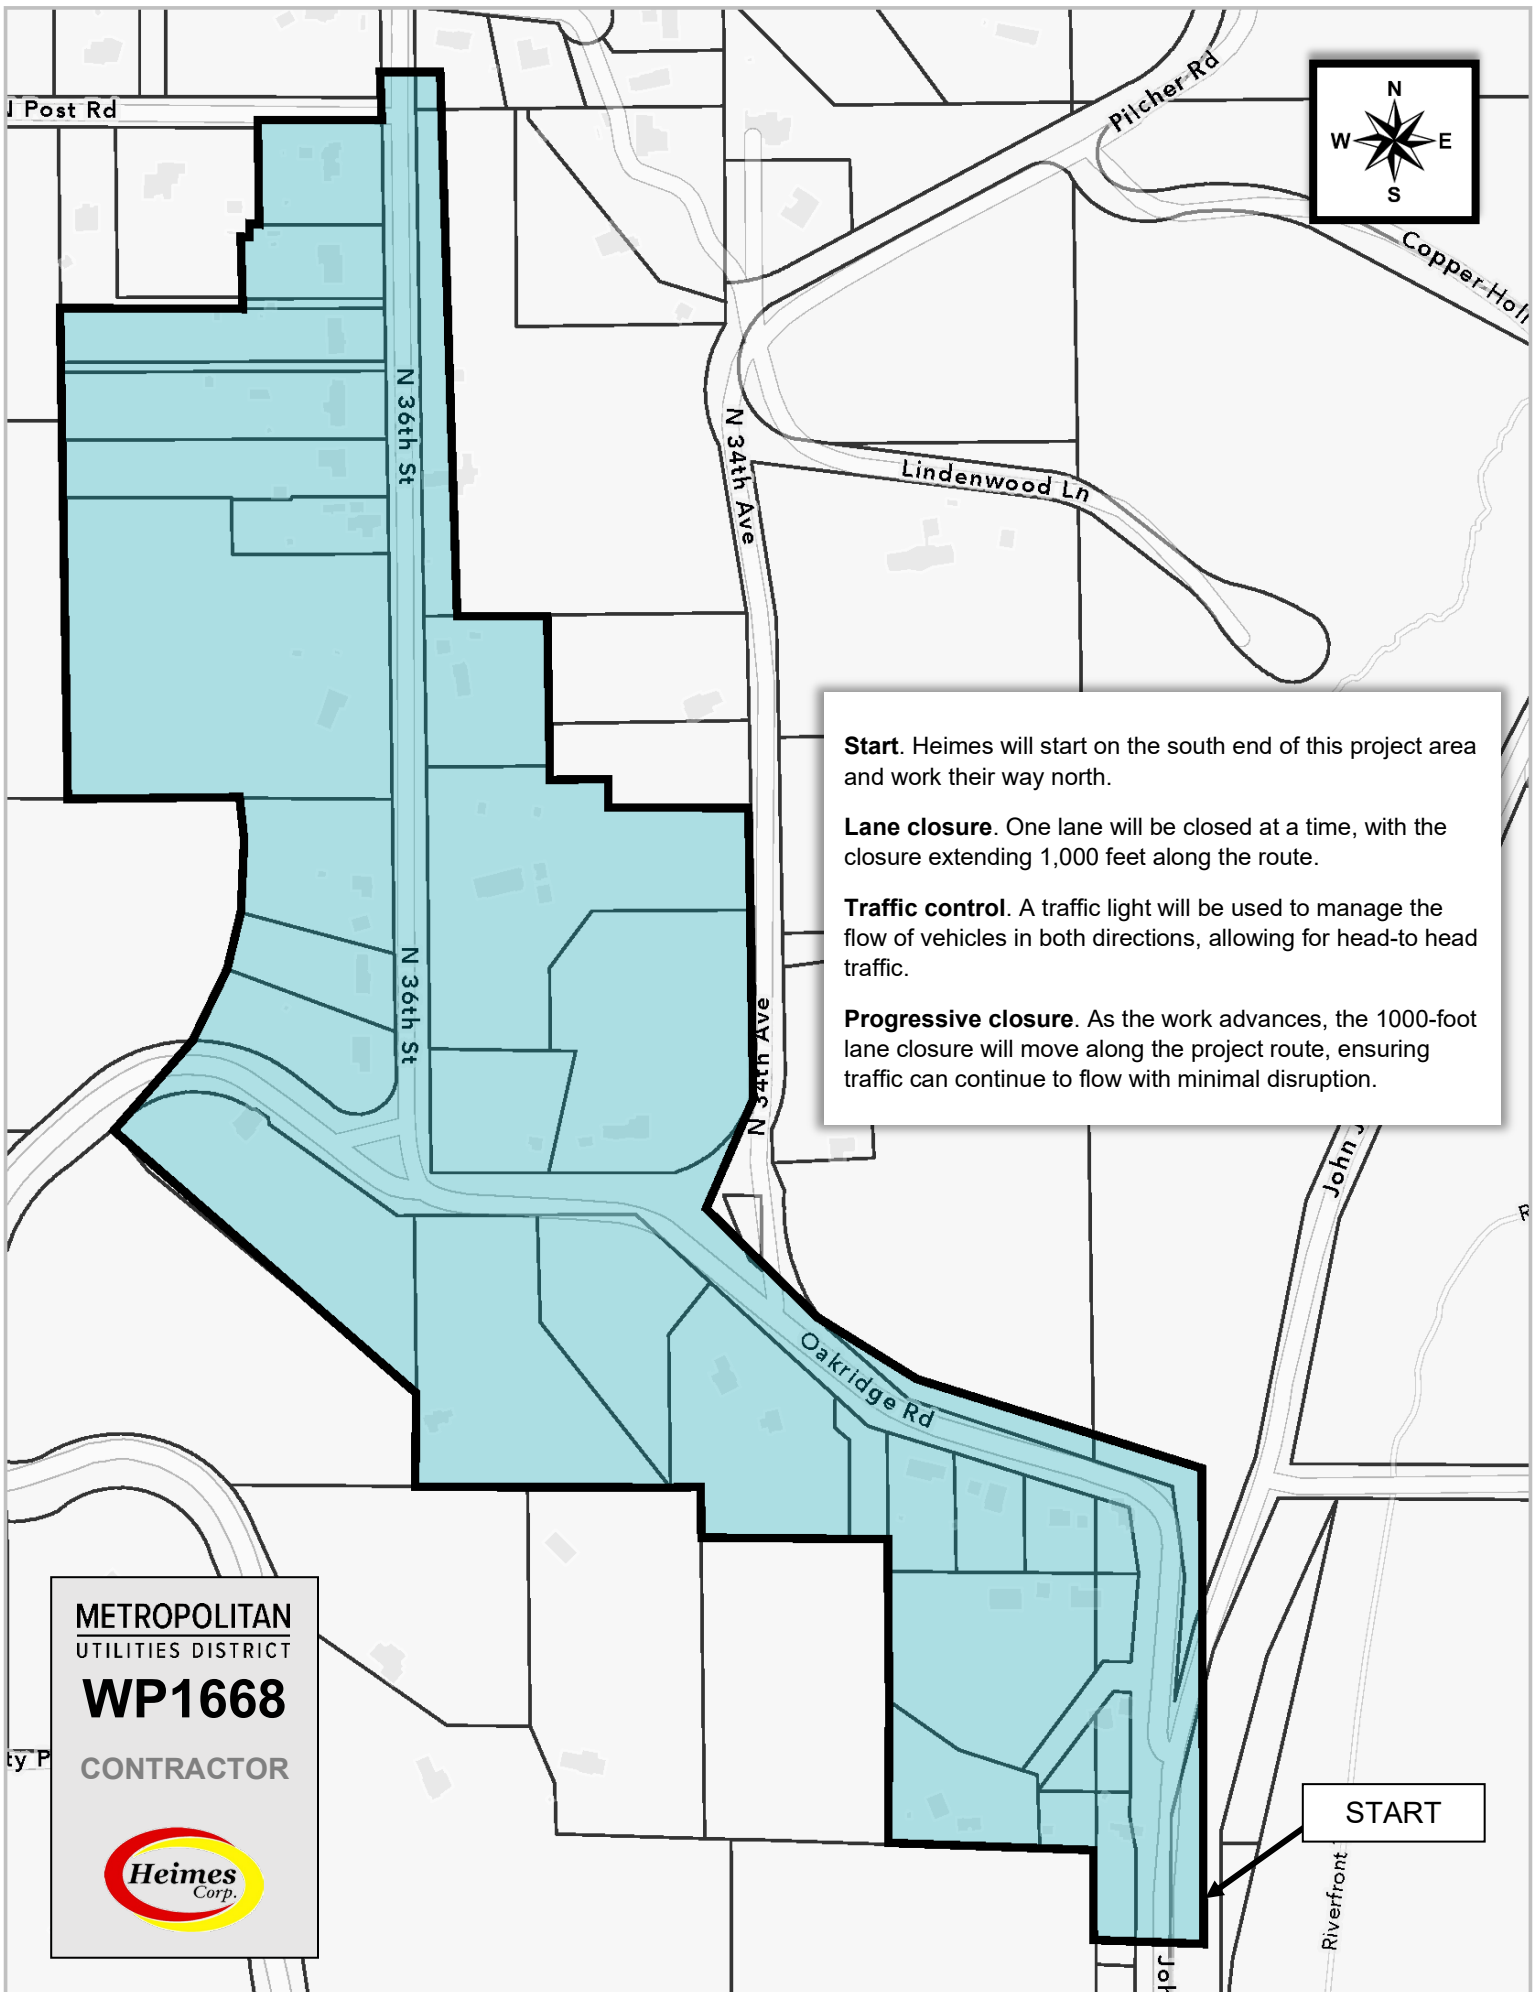 Post Rd
Pilcher Rd
N
W E
S
Copper
N 36th St
N 34th Ave
Lindenwood Ln
Start. Heimes will start on the south end of this project area
and work their way north.
Lane closure. One lane will be closed at a time, with the
closure extending 1,000 feet along the route.
Traffic control. A traffic light will be used to manage the
flow of vehicles in both directions, allowing for head-to head
traffic.
Progressive closure. As the work advances, the 1000-foot
lane closure will move along the project route, ensuring
traffic can continue to flow with minimal disruption.
N 36th St
N 34th Ave
John J
Oakridge Rd
METROPOLITAN
UTILITIES DISTRICT
WP1668
CONTRACTOR
Heimes
Corp.
ty P
START
Riverfront